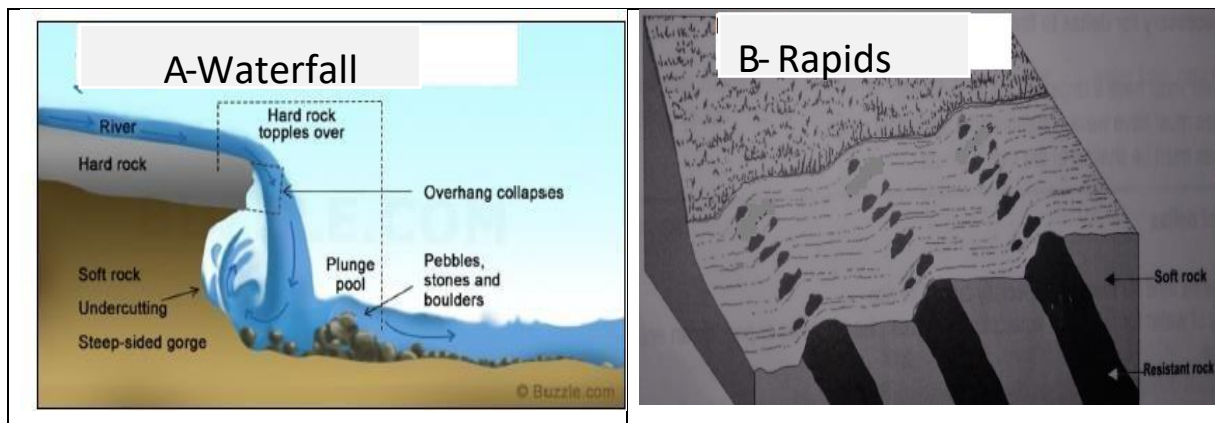 A-Waterfall
River
Hard rock
Hard rock
topples over
Overhang collapses
Soft rock
Undercutting
Steep-sided gorge
Plunge
pool
Pebbles,
stones and
boulders
© Buzzle.com
B- Rapids
Soft rock
Resistant rock